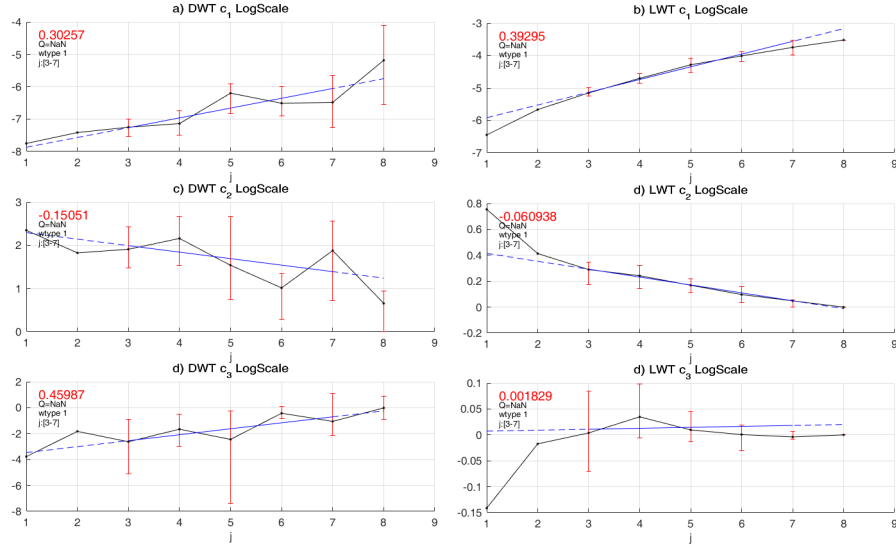 a) DWT c1 LogScale
0.30257
Q=NaN
wtype 1
j:[3-7]
-4
-5
-6
-7
-8
1 2 3 4 5 6 7 8 9
j
b) LWT c1 LogScale
0.39295
Q=NaN
wtype 1
j:[3-7]
-3
-4
-5
-6
-7
1 2 3 4 5 6 7 8 9
j
c) DWT c2 LogScale
-0.15051
Q=NaN
wtype 1
j:[3-7]
3
2
1
0
1 2 3 4 5 6 7 8 9
j
d) LWT c2 LogScale
-0.060938
Q=NaN
wtype 1
j:[3-7]
0.8
0.6
0.4
0.2
0
-0.2
1 2 3 4 5 6 7 8 9
j
d) DWT c3 LogScale
0.45987
Q=NaN
wtype 1
j:[3-7]
2
0
-2
-4
-6
-8
1 2 3 4 5 6 7 8 9
j
d) LWT c3 LogScale
0.001829
Q=NaN
wtype 1
j:[3-7]
0.1
0.05
0
-0.05
-0.1
-0.15
1 2 3 4 5 6 7 8 9
j